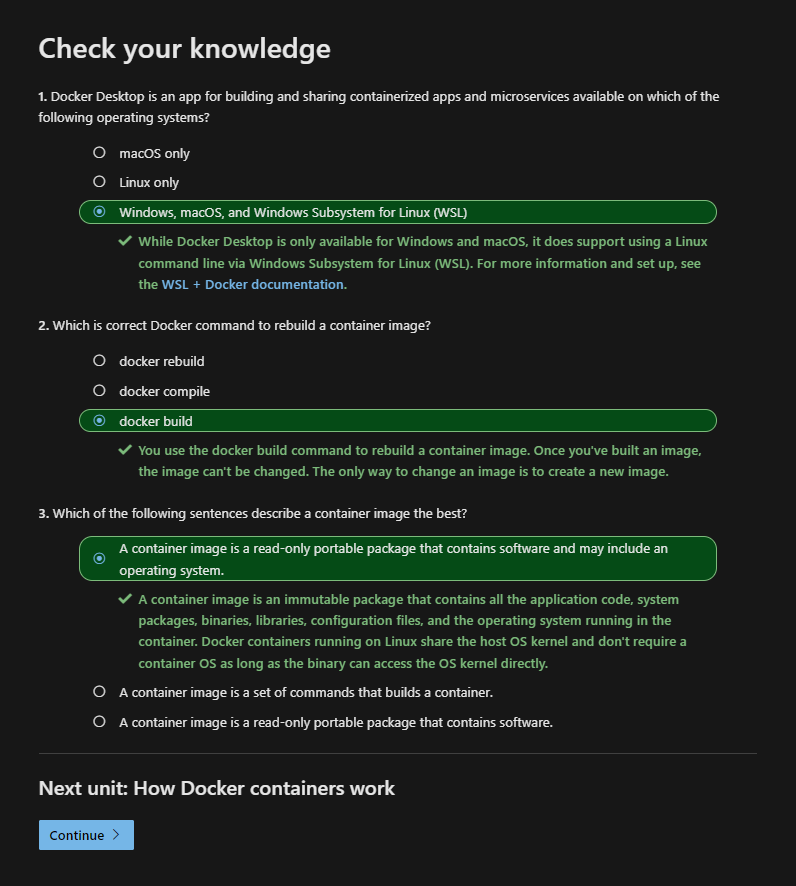 Check your knowledge
1. Docker Desktop is an app for building and sharing containerized apps and microservices available on which of the
following operating systems?
macOS only
Linux only
Windows, macOS, and Windows Subsystem for Linux (WSL)
While Docker Desktop is only available for Windows and macOS, it does support using a Linux
command line via Windows Subsystem for Linux (WSL). For more information and set up, see
the WSL + Docker documentation.
2. Which is correct Docker command to rebuild a container image?
docker rebuild
docker compile
docker build
You use the docker build command to rebuild a container image. Once you've built an image,
the image can't be changed. The only way to change an image is to create a new image.
3. Which of the following sentences describe a container image the best?
A container image is a read-only portable package that contains software and may include an
operating system.
A container image is an immutable package that contains all the application code, system
packages, binaries, libraries, configuration files, and the operating system running in the
container. Docker containers running on Linux share the host OS kernel and don't require a
container OS as long as the binary can access the OS kernel directly.
A container image is a set of commands that builds a container.
A container image is a read-only portable package that contains software.
Next unit: How Docker containers work
Continue